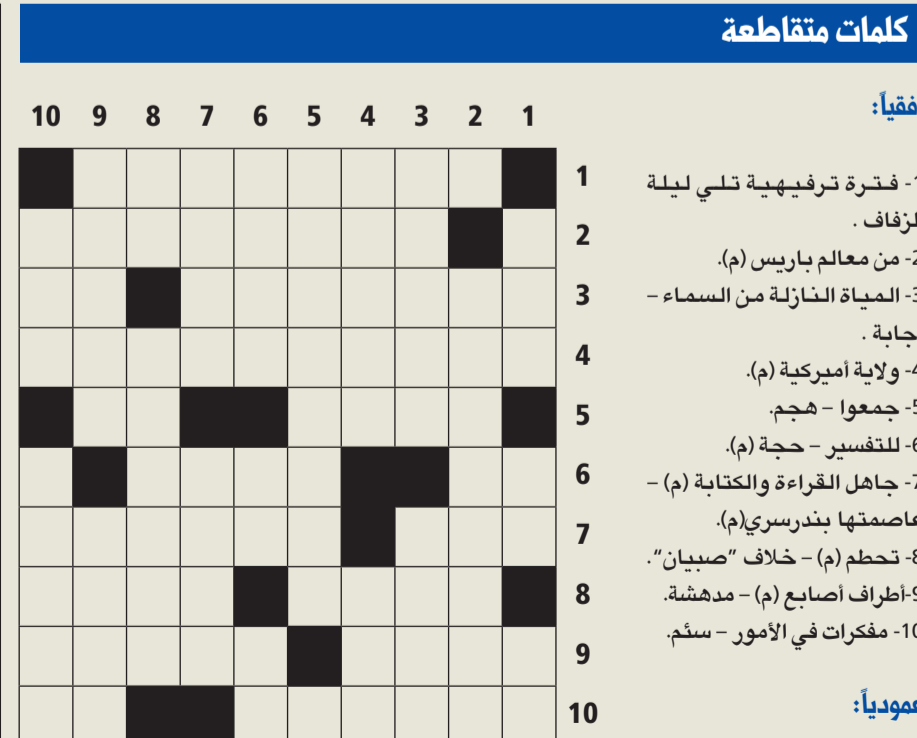 كلمات متقاطعة
فقياً:
1- فترة ترفيهية تلي ليلة
لزفاف .
2- من معالم باريس (م).
3- المياة النازلة من السماء –
جابة .
4- ولاية أميركية (م).
5- جمعوا – هجم.
6- للتفسير – حجة (م).
7- جاهل القراءة والكتابة (م) –
عاصمتها بندرسري(م).
8- تحطم (م) – خلاف "صبيان".
9-أطراف أصابع (م) – مدهشة.
10- مفكرات في الأمور – سئم.
عمودياً:
10 9 8 7 6 5 4 3 2 1
1
2
3
4
5
6
7
8
9
10